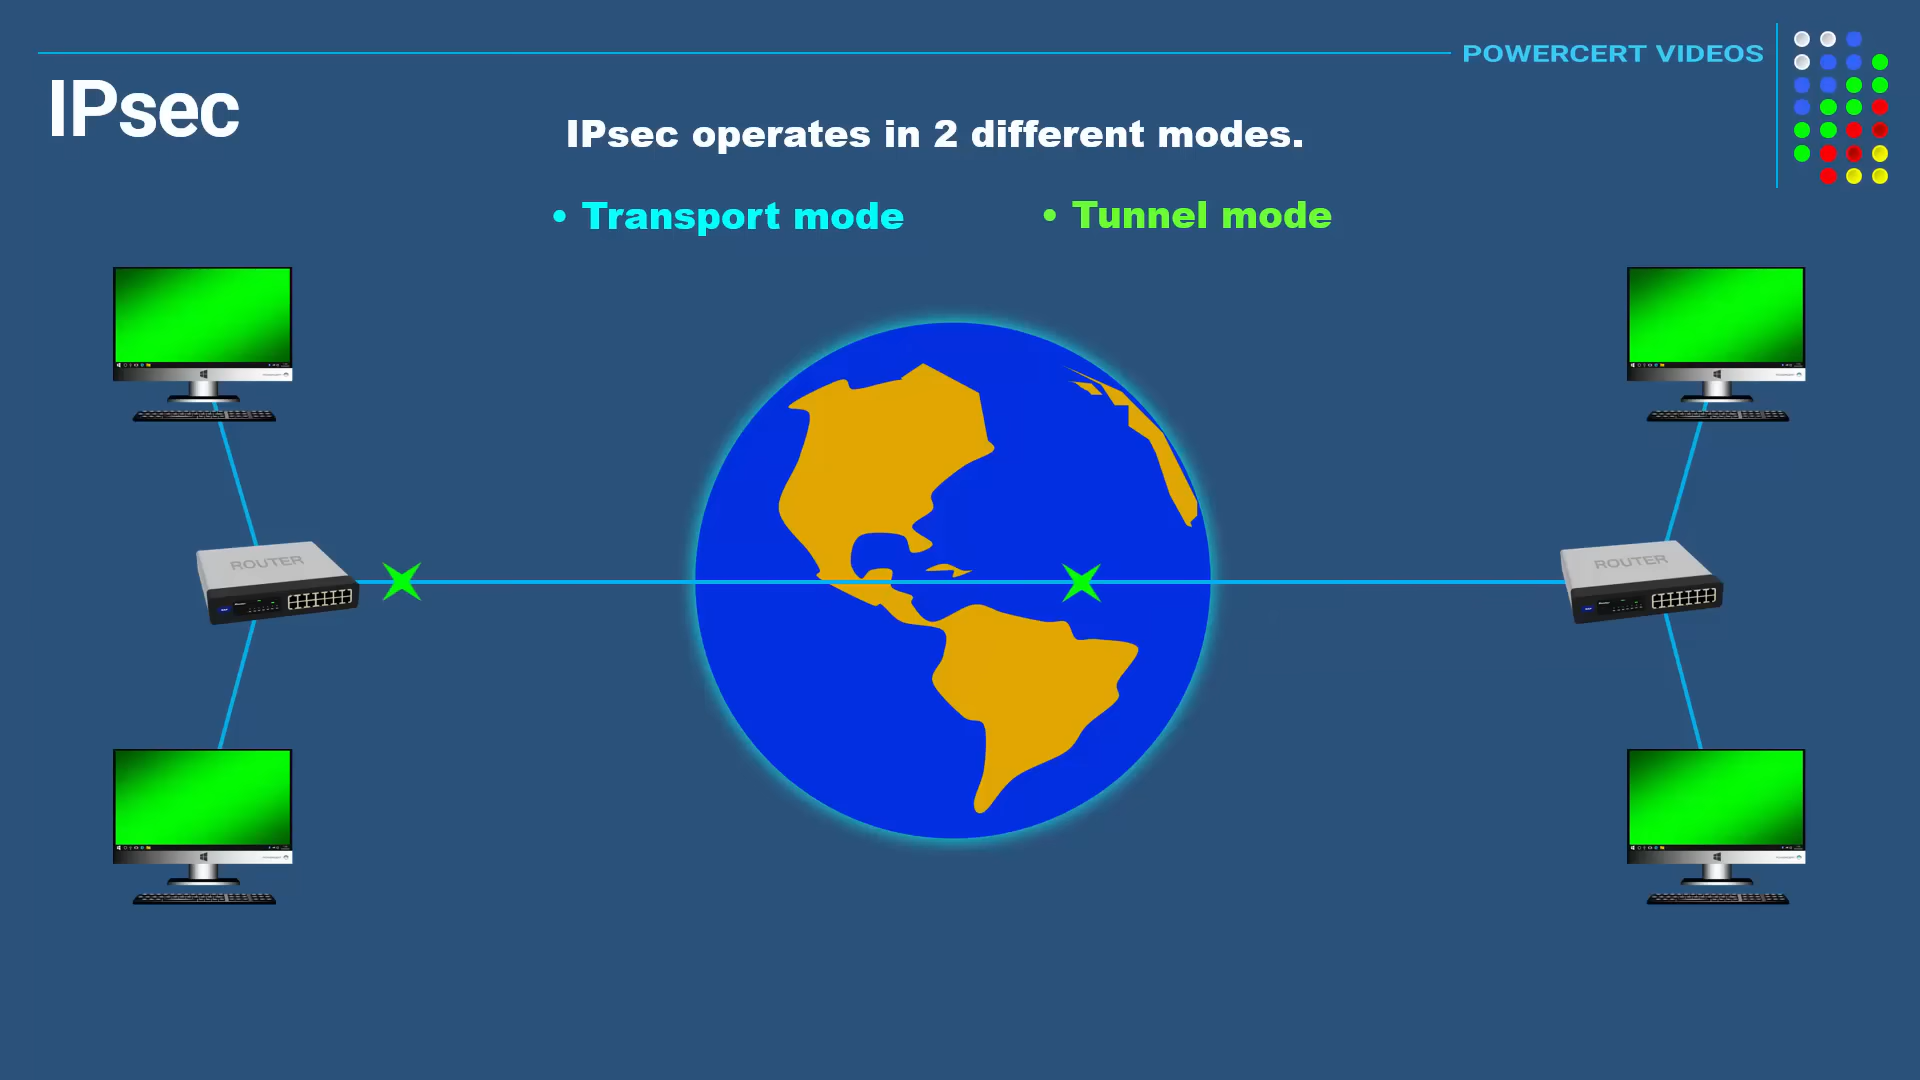 POWERCERT VIDEOS
IPsec
IPsec operates in 2 different modes.
• Transport mode
• Tunnel mode
ROUTER
ROUTER